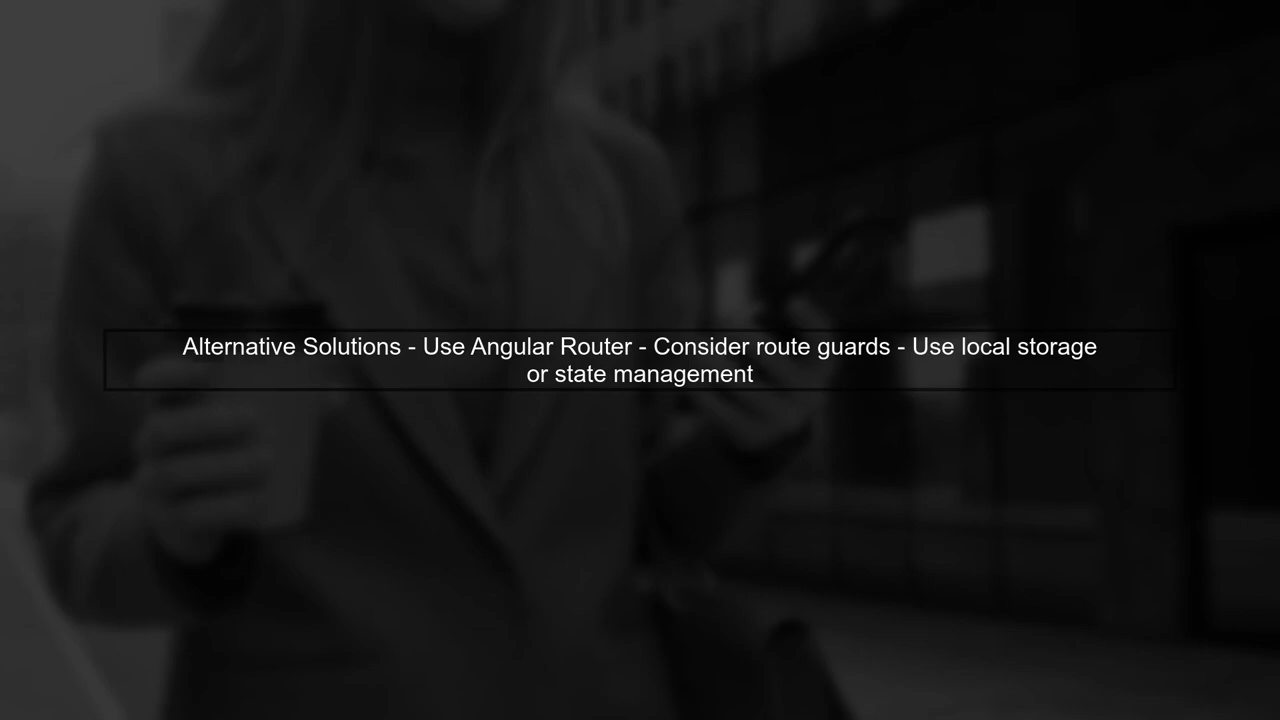 Alternative Solutions - Use Angular Router - Consider route guards - Use local storage
or state management